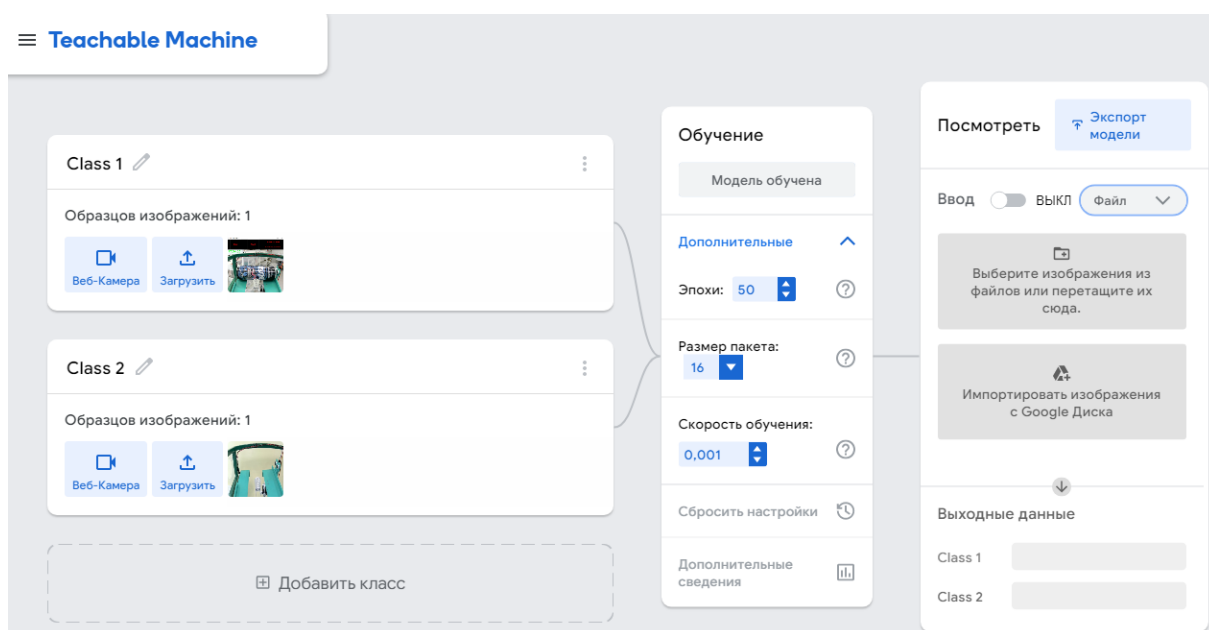 Teachable Machine
Class 1
Образцов изображений: 1
Веб-Камера
Загрузить
Class 2
Образцов изображений: 1
Веб-Камера
Загрузить
Добавить класс
Обучение
Модель обучена
Дополнительные
Эпохи: 50
Размер пакета:
16
Скорость обучения:
0,001
Сбросить настройки
Дополнительные
сведения
Посмотреть
Экспорт
модели
Ввод ВЫКЛ Файл
Выберите изображения из
файлов или перетащите их
сюда.
Импортировать изображения
с Google Диска
Выходные данные
Class 1
Class 2